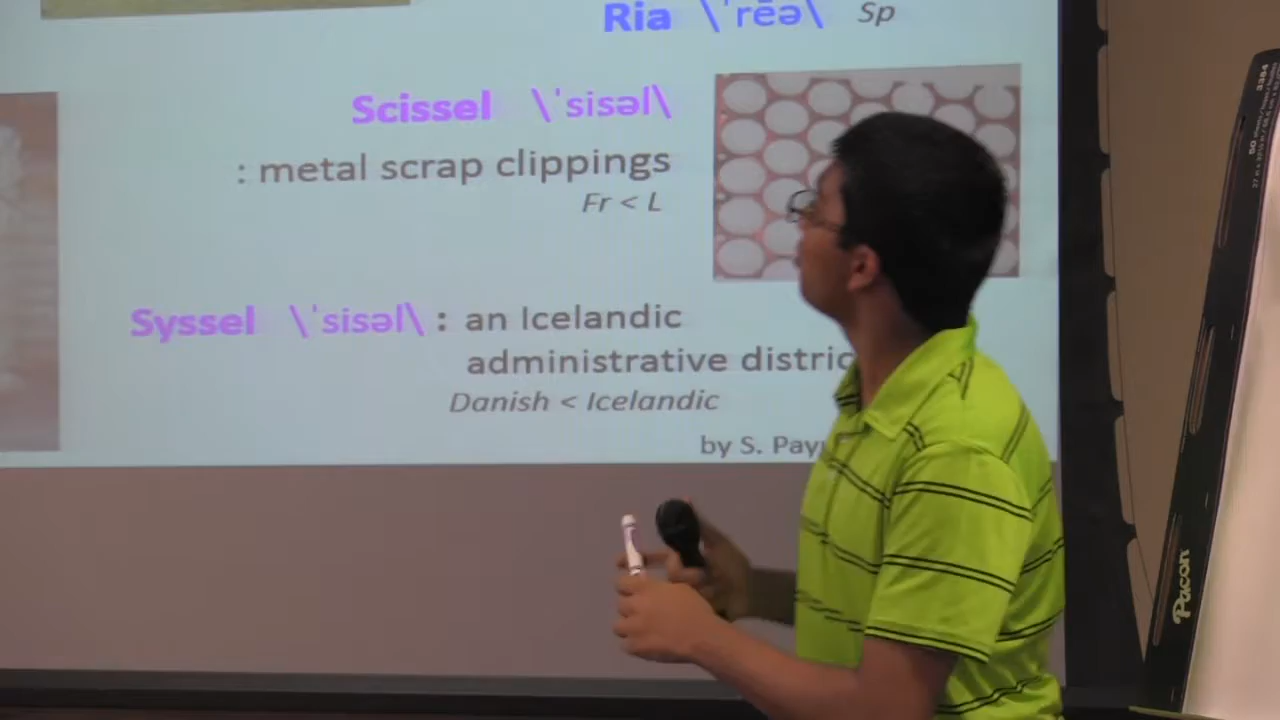 Ria \ˈrēə\ Sp
Scissel \ˈsisəl\
: metal scrap clippings
Fr < L
Syssel \ˈsisəl\ : an Icelandic
administrative distric
Danish < Icelandic
by S. Pay
Pacon